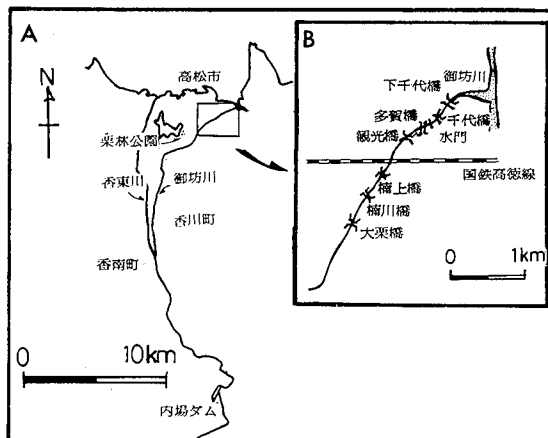 A
N
高松市
栗林公園
香東川
御坊川
香川町
香南町
10km
内場ダム
B
御坊川
下千代橋
多賀橋
千代橋
観光橋
水門
国鉄高徳線
楠上橋
楠川橋
大栗橋
0
1km
0